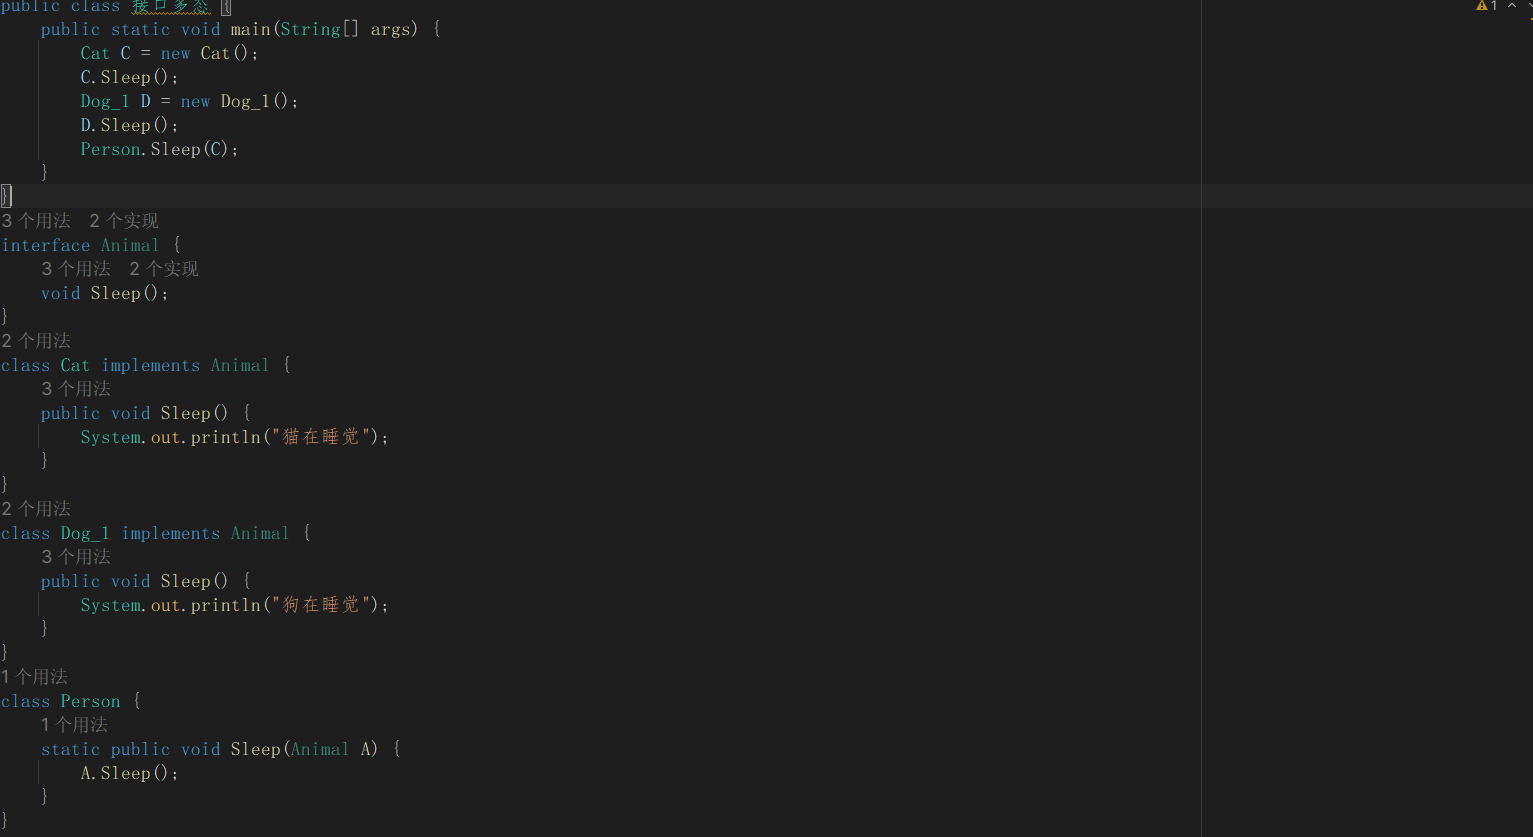 public class 接口多态 {
⚠1
    public static void main(String[] args) {
        Cat C = new Cat();
        C.Sleep();
        Dog_1 D = new Dog_1();
        D.Sleep();
        Person.Sleep(C);
    }
}
3 个用法 2 个实现
interface Animal {
    3 个用法 2 个实现
    void Sleep();
}
2 个用法
class Cat implements Animal {
    3 个用法
    public void Sleep() {
        System.out.println("猫在睡觉");
    }
}
2 个用法
class Dog_1 implements Animal {
    3 个用法
    public void Sleep() {
        System.out.println("狗在睡觉");
    }
}
1 个用法
class Person {
    1 个用法
    static public void Sleep(Animal A) {
        A.Sleep();
    }
}